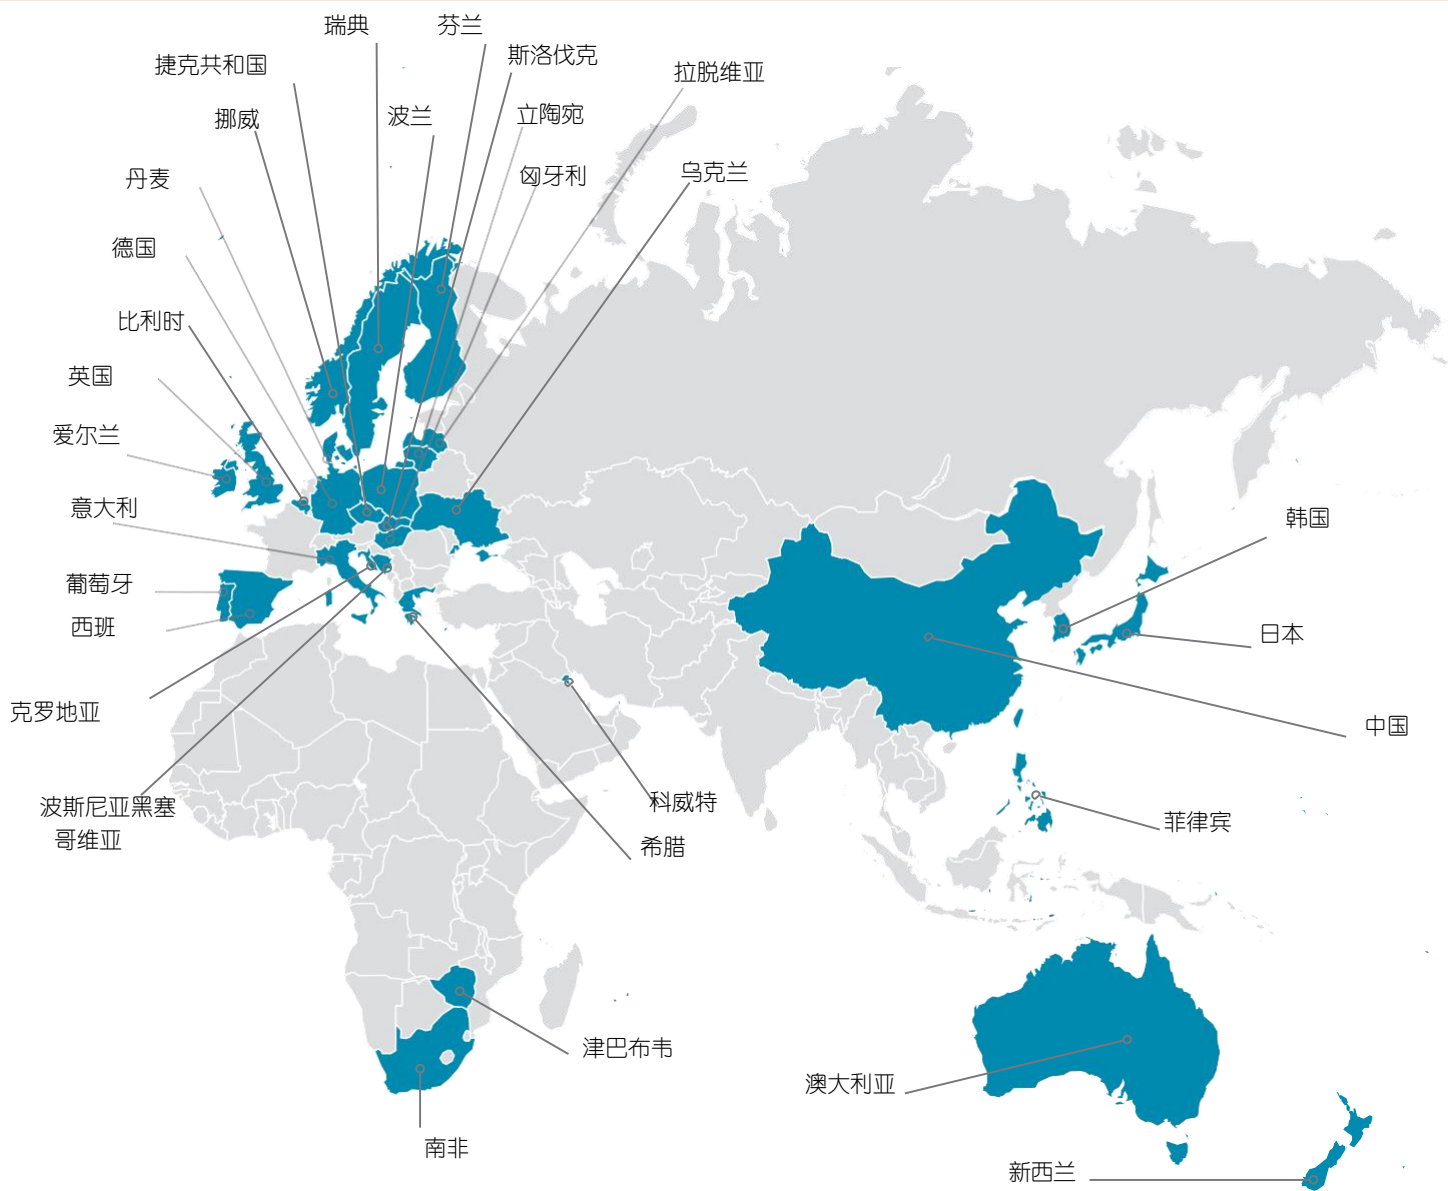 瑞典
芬兰
斯洛伐克
捷克共和国
拉脱维亚
挪威
波兰
立陶宛
丹麦
匈牙利
乌克兰
德国
比利时
英国
爱尔兰
意大利
韩国
葡萄牙
西班
日本
克罗地亚
中国
波斯尼亚黑塞
哥维亚
科威特
菲律宾
希腊
津巴布韦
澳大利亚
南非
新西兰